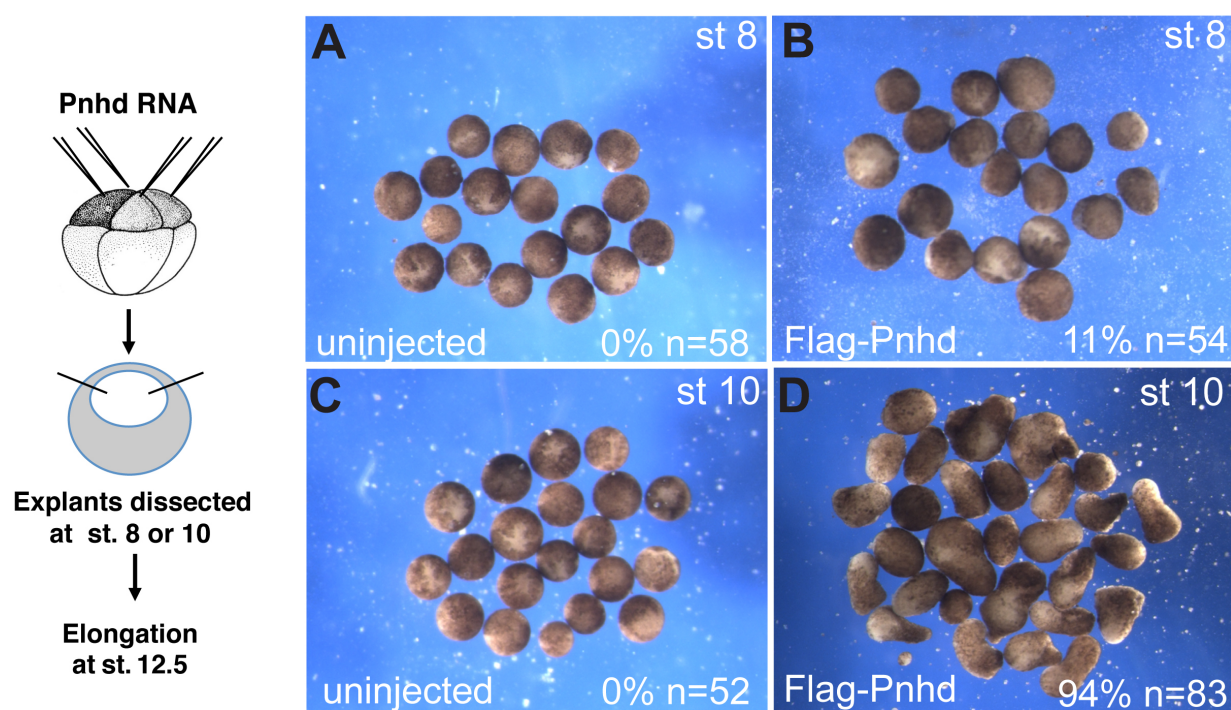 Pnhd RNA
Explants dissected
at st. 8 or 10
Elongation
at st. 12.5
A
st 8
uninjected
0% n=58
B
st 8
Flag-Pnhd
11% n=54
C
st 10
uninjected
0% n=52
D
st 10
Flag-Pnhd
94% n=83